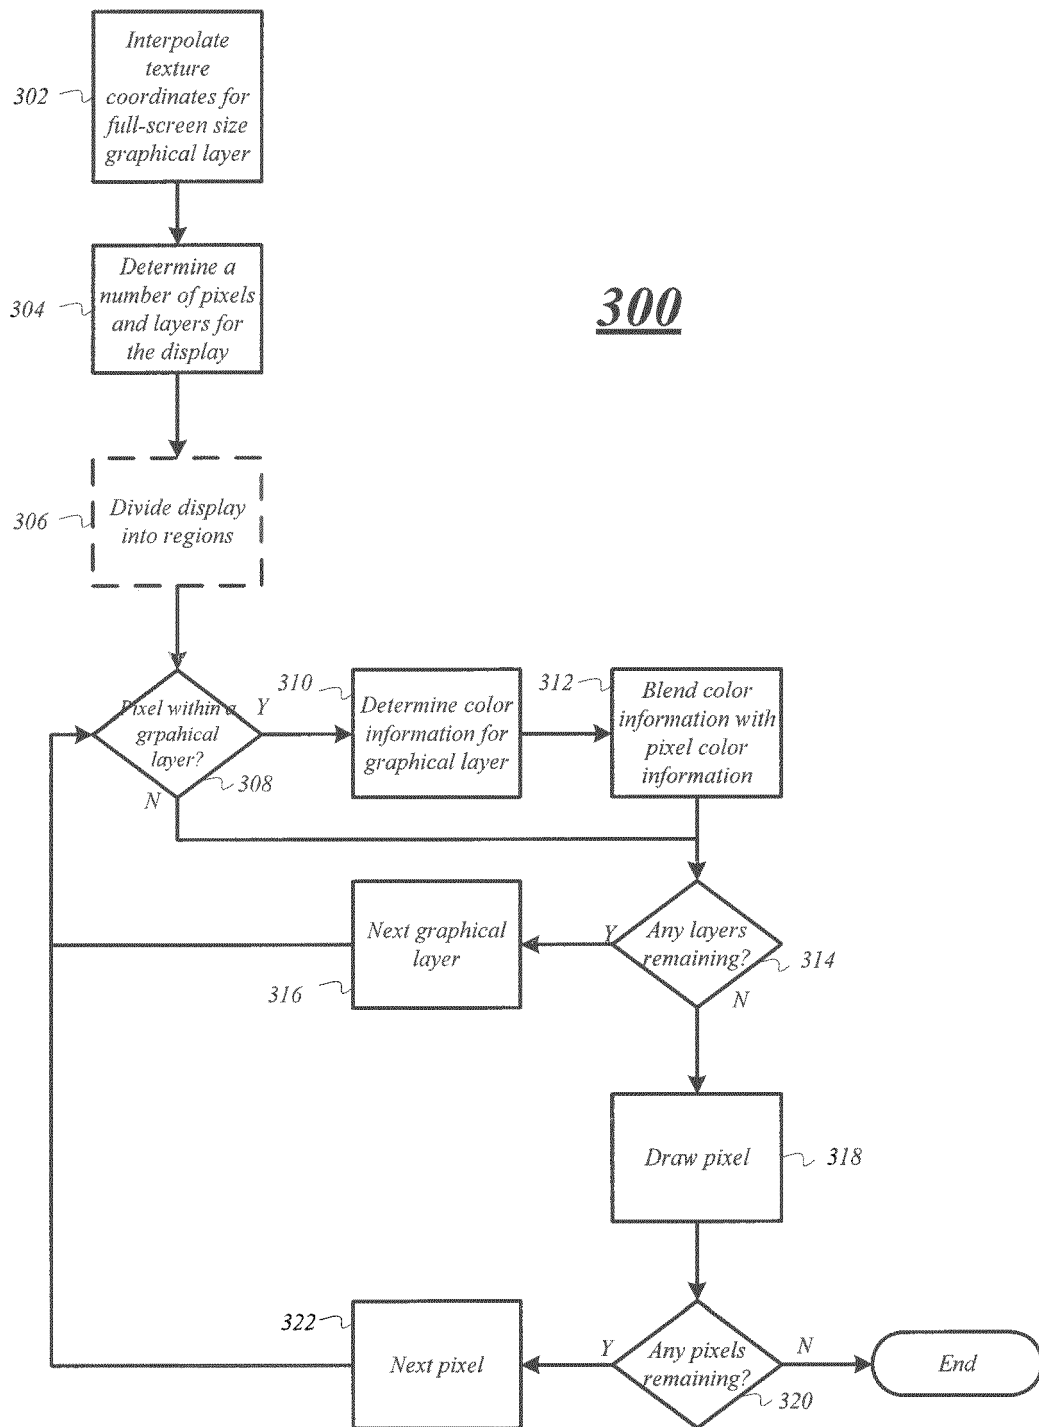 Interpolate
texture
coordinates for
full-screen size
graphical layer
302
Determine a
number of pixels
and layers for
the display
304
300
Divide display
into regions
306
Pixel within a
grpahical
layer?
Y
308
N
310
Determine color
information for
graphical layer
312
Blend color
information with
pixel color
information
Next graphical
layer
316
Y
Any layers
remaining?
314
N
Draw pixel
318
322
Next pixel
Y
Any pixels
remaining?
320
N
End